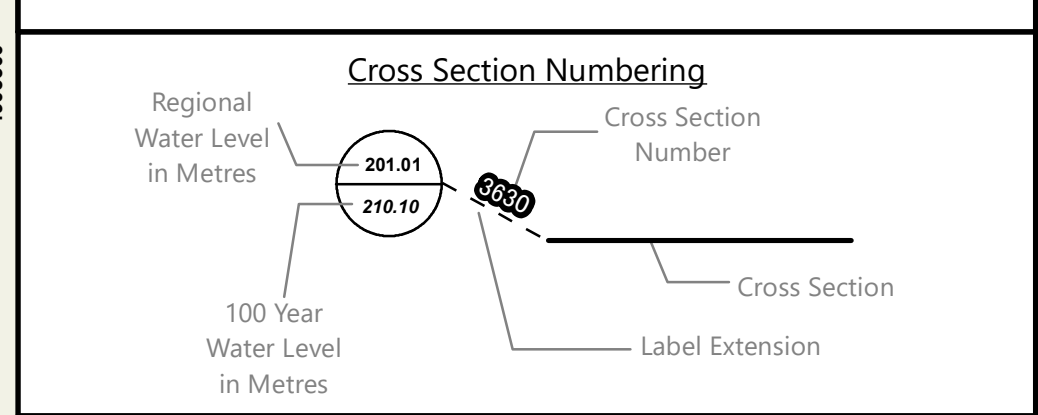 Cross Section Numbering
Regional
Water Level
in Metres
201.01
210.10
3630
Cross Section
Number
Cross Section
Label Extension
100 Year
Water Level
in Metres